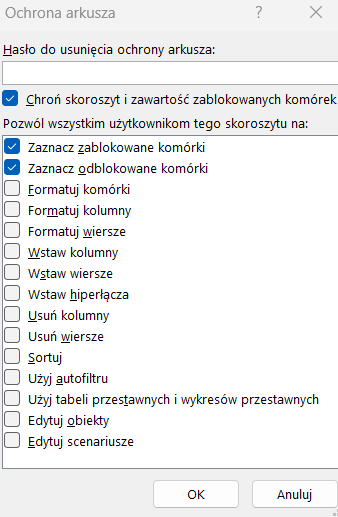 Ochrona arkusza ?
Hasło do usunięcia ochrony arkusza:
Chroń skoroszyt i zawartość zablokowanych komórek
Pozwól wszystkim użytkownikom tego skoroszytu na:
Zaznacz zablokowane komórki
Zaznacz odblokowane komórki
Formatuj komórki
Formatuj kolumny
Formatuj wiersze
Wstaw kolumny
Wstaw wiersze
Wstaw hiperłącza
Usuń kolumny
Usuń wiersze
Sortuj
Użyj autofiltru
Użyj tabeli przestawnych i wykresów przestawnych
Edytuj obiekty
Edytuj scenariusze
OK Anuluj